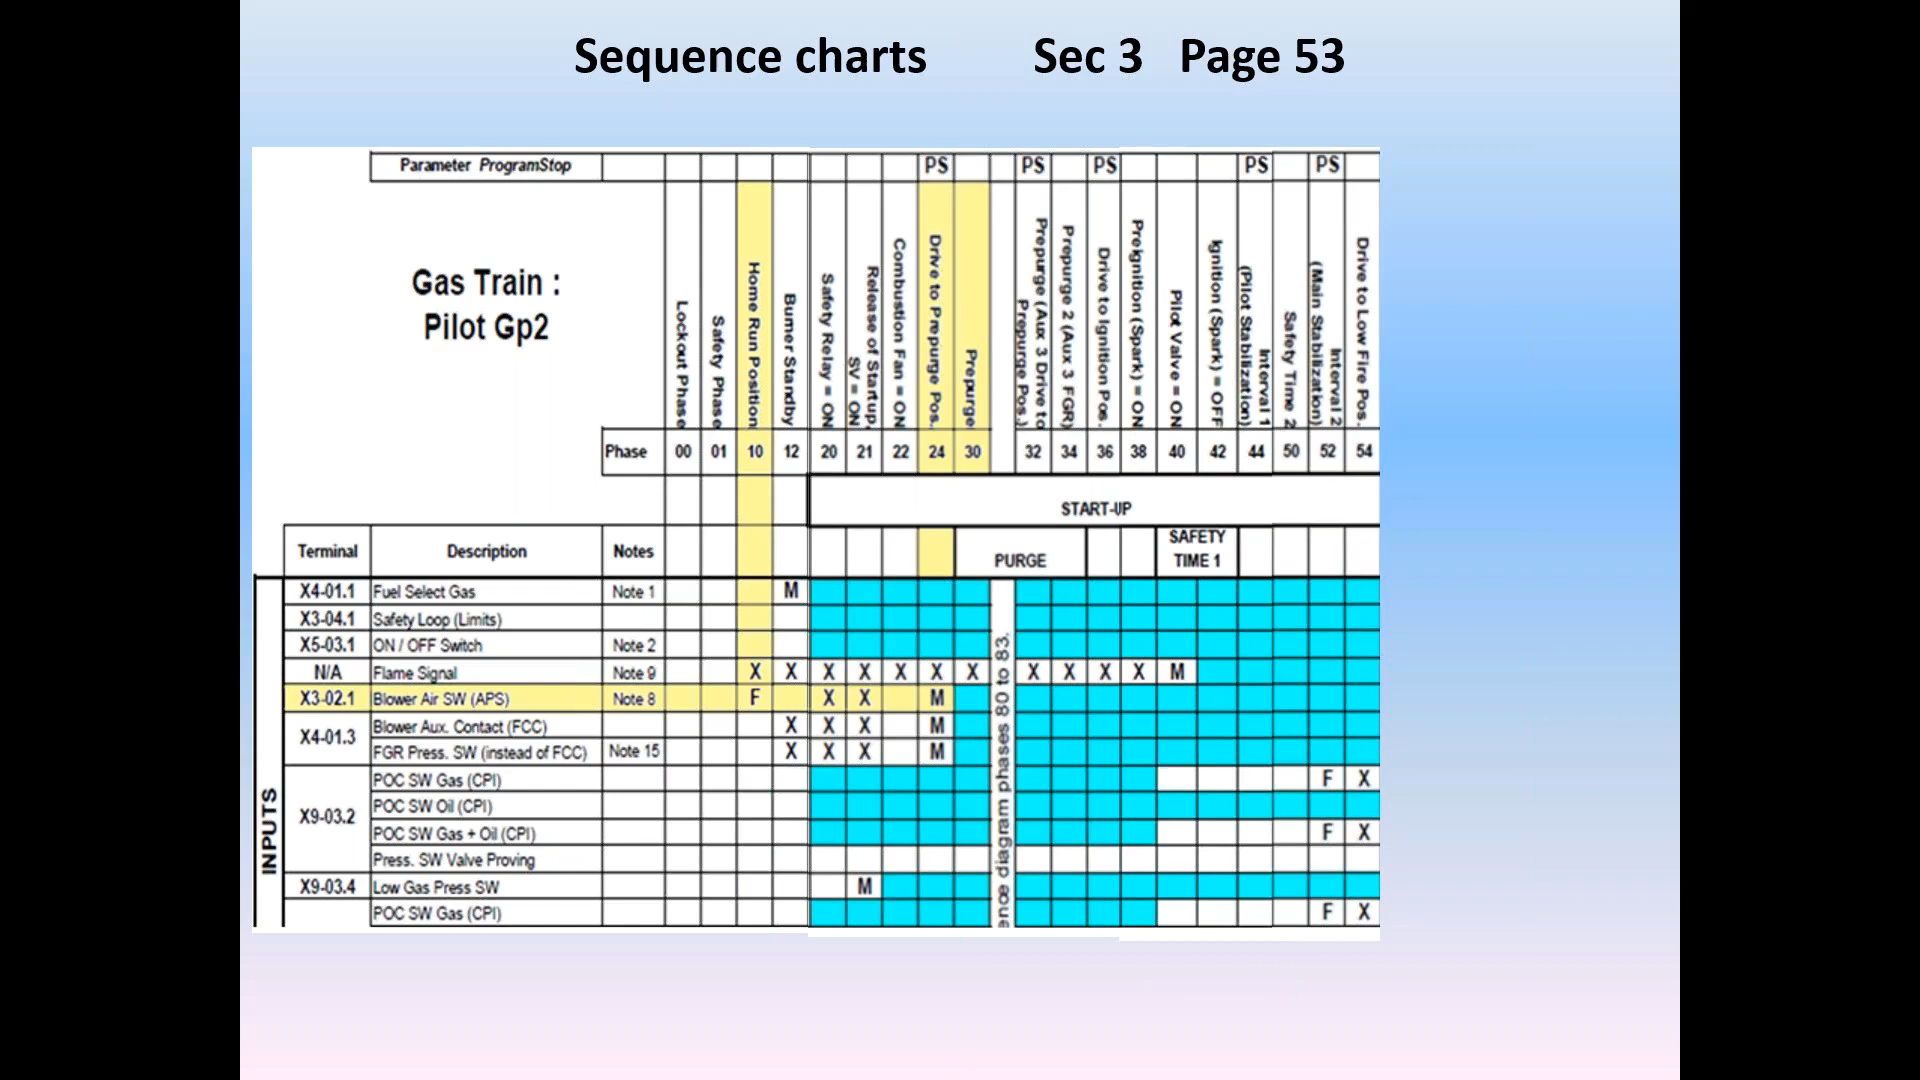 Sequence charts Sec 3 Page 53
Parameter ProgramStop PS PS PS PS PS
Gas Train :
Pilot Gp2
Lockout Phase
Safety Phase
Home Run Position
Burner Standby
Safety Relay = ON
Release of Startup,
SV = ON
Combustion Fan = ON
Drive to Prepurge Pos.
Prepurge
Prepurge (Aux 3 Drive to
Prepurge Pos.)
Prepurge 2 (Aux 3 FGR)
Drive to Ignition Pos.
Preignition (Spark) = ON
Pilot Valve = ON
Ignition (Spark) = OFF
Interval 1
(Pilot Stabilization)
Safety Time 2
Interval 2
(Main Stabilization)
Drive to Low Fire Pos.
Phase 00 01 10 12 20 21 22 24 30 32 34 36 38 40 42 44 50 52 54
START-UP
Terminal Description Notes
PURGE
SAFETY
TIME 1
INPUTS
X4-01.1 Fuel Select Gas Note 1 M
X3-04.1 Safety Loop (Limits)
X5-03.1 ON / OFF Switch Note 2
N/A Flame Signal Note 9 X X X X X X X X X X X M
X3-02.1 Blower Air SW (APS) Note 8 F X X M
X4-01.3
Blower Aux. Contact (FCC) X X X M
FGR Press. SW (instead of FCC) Note 15 X X X M
X9-03.2
POC SW Gas (CPI) F X
POC SW Oil (CPI)
POC SW Gas + Oil (CPI) F X
Press. SW Valve Proving
X9-03.4 Low Gas Press SW M
POC SW Gas (CPI) F X
ence diagram phases 80 to 83.